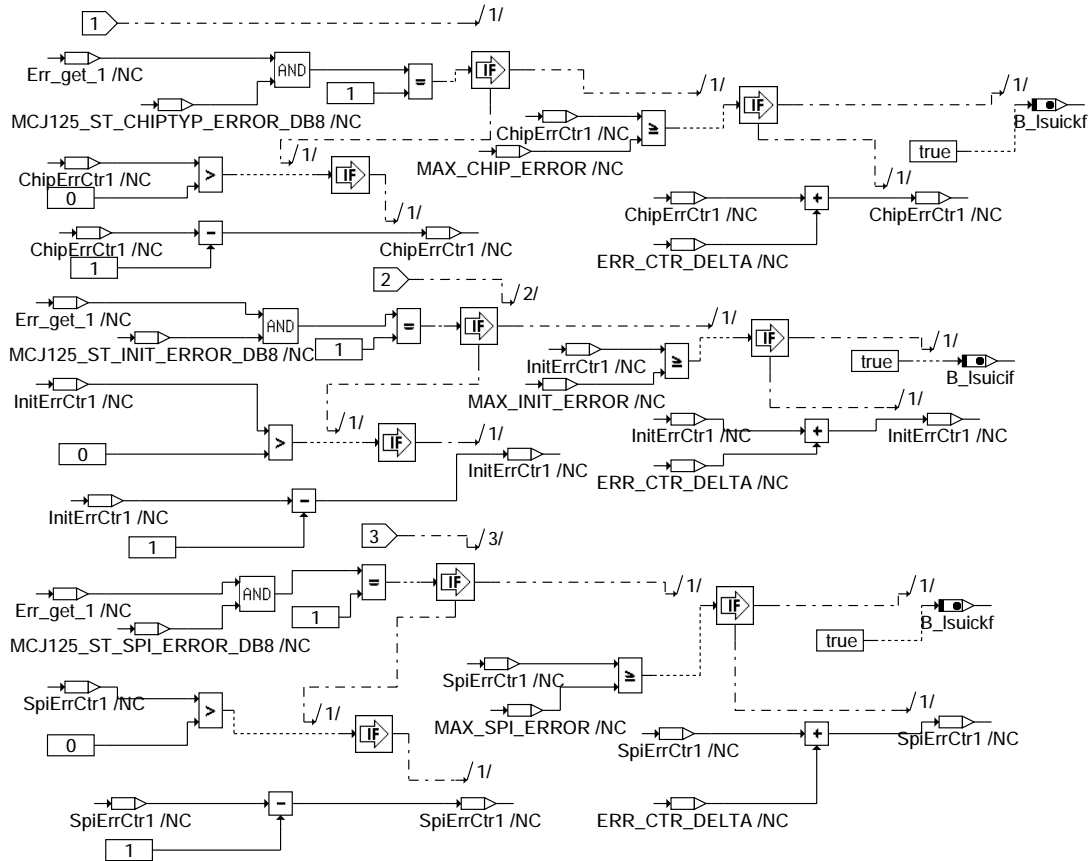 1
/1/
Err_get_1 /NC
AND
1
=
IF
/1/
IF
/1/
MCJ125_ST_CHIPTYP_ERROR_DB8 /NC
ChipErrCtr1 /NC
MAX_CHIP_ERROR /NC
≥
true
B_lsuickf
/1/
ChipErrCtr1 /NC
0
>
IF
/1/
/1/
ChipErrCtr1 /NC
+
ChipErrCtr1 /NC
ChipErrCtr1 /NC
1
-
ChipErrCtr1 /NC
ERR_CTR_DELTA /NC
2
/2/
Err_get_1 /NC
AND
1
=
IF
/1/
IF
/1/
MCJ125_ST_INIT_ERROR_DB8 /NC
InitErrCtr1 /NC
MAX_INIT_ERROR /NC
≥
true
B_lsuicif
InitErrCtr1 /NC
/1/
/1/
0
>
IF
/1/
InitErrCtr1 /NC
+
InitErrCtr1 /NC
InitErrCtr1 /NC
ERR_CTR_DELTA /NC
InitErrCtr1 /NC
-
1
3
/3/
Err_get_1 /NC
AND
1
=
IF
/1/
IF
/1/
MCJ125_ST_SPI_ERROR_DB8 /NC
true
B_lsuickf
SpiErrCtr1 /NC
MAX_SPI_ERROR /NC
≥
SpiErrCtr1 /NC
0
>
/1/
IF
/1/
/1/
SpiErrCtr1 /NC
+
SpiErrCtr1 /NC
SpiErrCtr1 /NC
-
1
SpiErrCtr1 /NC
ERR_CTR_DELTA /NC